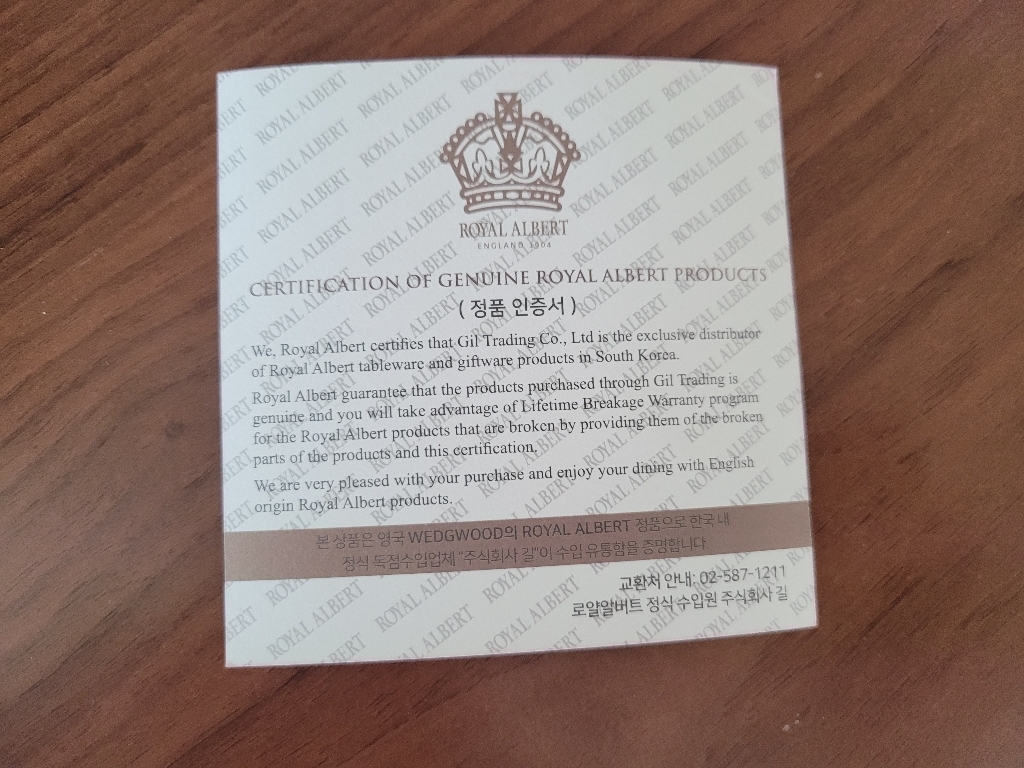 ROYAL ALBERT
ENGLAND 1904
CERTIFICATION OF GENUINE ROYAL ALBERT PRODUCTS
( 정품 인증서 )
We, Royal Albert certifies that Gil Trading Co., Ltd is the exclusive distributor
of Royal Albert tableware and giftware products in South Korea.
Royal Albert guarantee that the products purchased through Gil Trading is
genuine and you will take advantage of Lifetime Breakage Warranty program
for the Royal Albert products that are broken by providing them of the broken
parts of the products and this certification.
We are very pleased with your purchase and enjoy your dining with English
origin Royal Albert products.
본 상품은 영국 WEDGWOOD의 ROYAL ALBERT 정품으로 한국 내
정식 독점수입업체 "주식회사 길"이 수입 유통함을 증명합니다
교환처 안내: 02-587-1211
로얄알버트 정식 수입원 주식회사 길